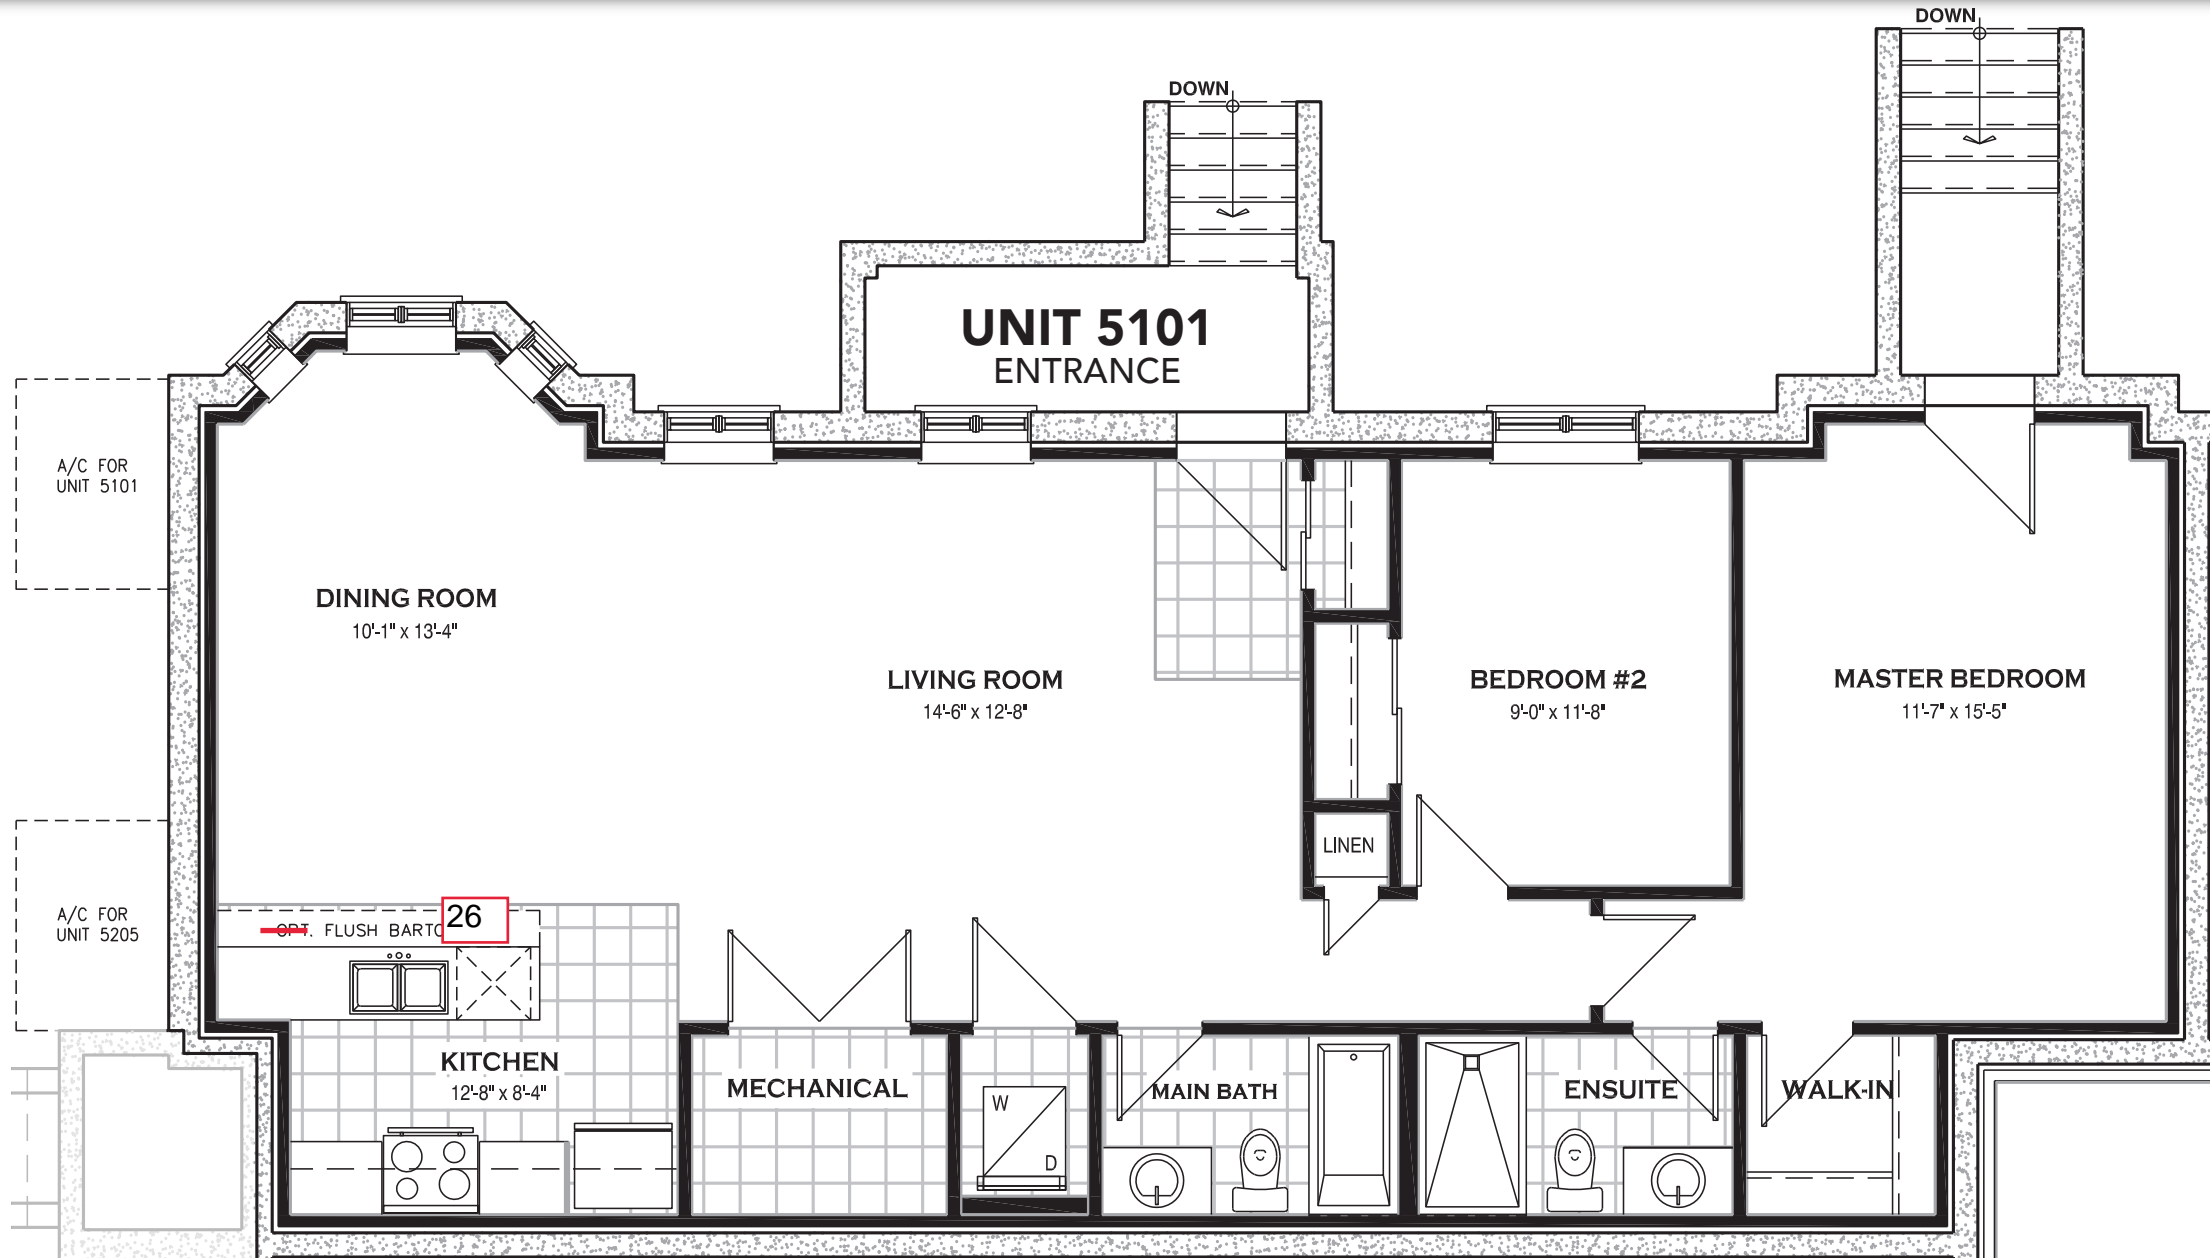 DOWN
DOWN
UNIT 5101
ENTRANCE
A/C FOR
UNIT 5101
DINING ROOM
10'-1" x 13'-4"
LIVING ROOM
14'-6" x 12'-8"
BEDROOM #2
9'-0" x 11'-8"
MASTER BEDROOM
11'-7" x 15'-5"
LINEN
A/C FOR
UNIT 5205
OPT. FLUSH BARTO
26
KITCHEN
12'-8" x 8'-4"
MECHANICAL
W
D
MAIN BATH
ENSUITE
WALK-IN